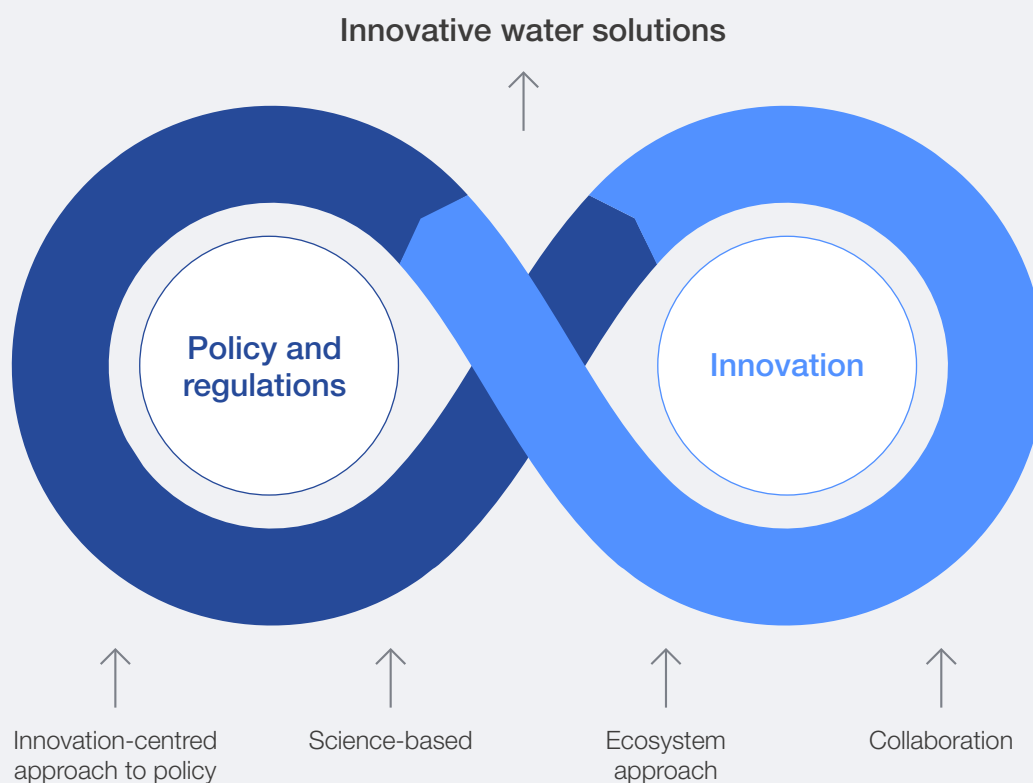 Innovative water solutions
Policy and
regulations
Innovation
Innovation-centred
approach to policy
Science-based
Ecosystem
approach
Collaboration